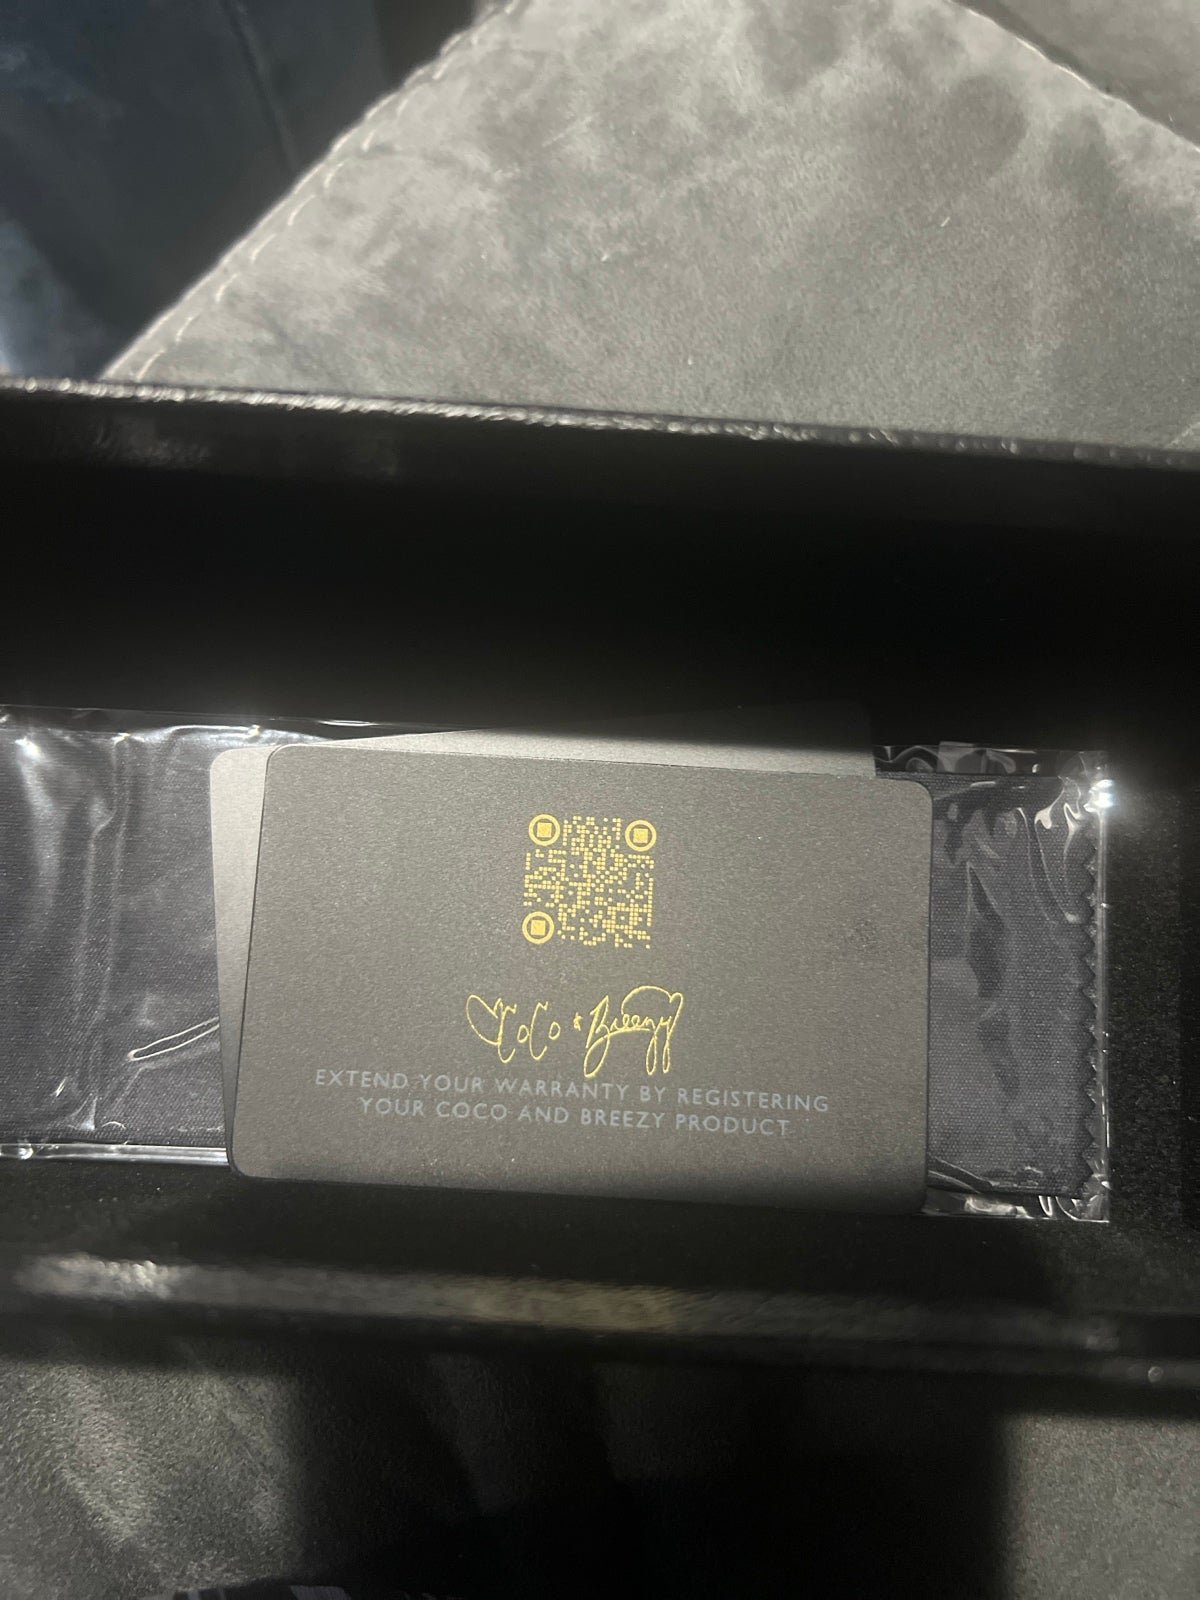 Coco & Breezy
EXTEND YOUR WARRANTY BY REGISTERING
YOUR COCO AND BREEZY PRODUCT